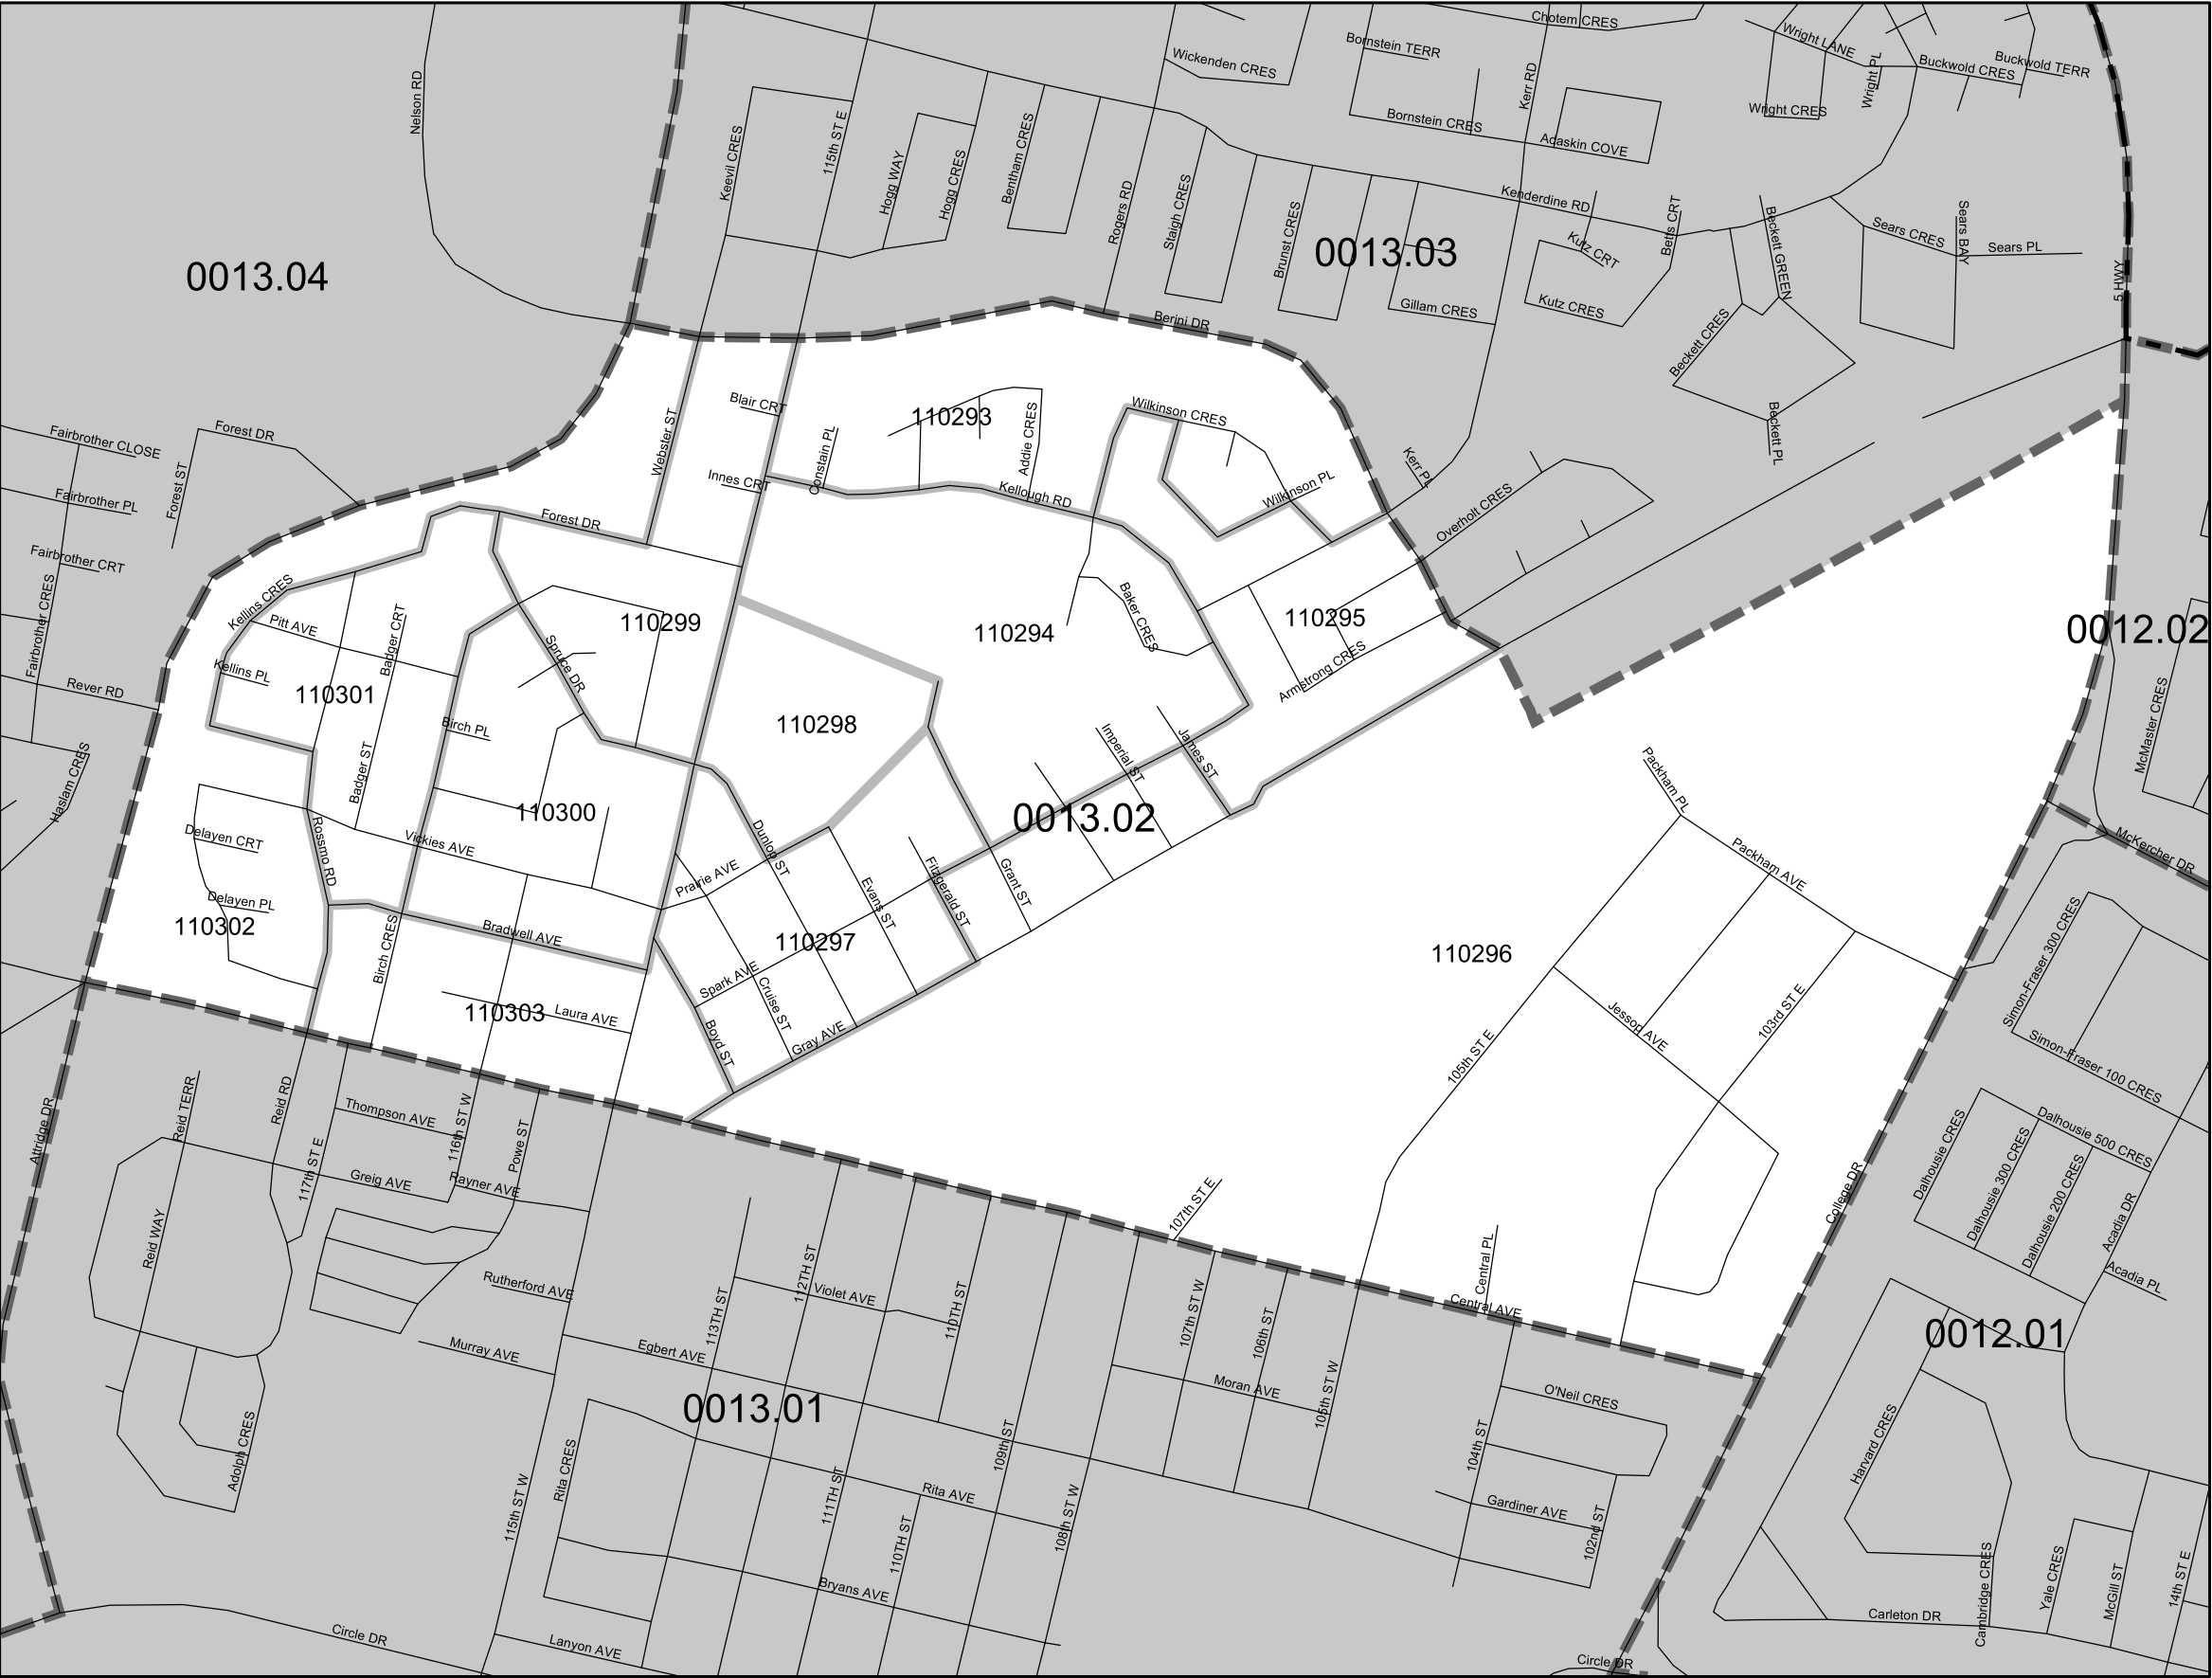 Chotem CRES
Wright LANE
Bornstein TERR
Wickenden CRES
Buckwold CRES
Buckwold TERR
Wright PL
Nelson RD
Kerr RD
Wright CRES
Bornstein CRES
Adaskin COVE
115th ST E
Keevil CRES
Hogg WAY
Hogg CRES
Bentham CRES
Rogers RD
Staigh CRES
Brunst CRES
Kenderdine RD
Betts CRT
Beckett GREEN
Sears CRES
Sears BAY
Sears PL
Kutz CRT
0013.03
0013.04
5 HWY
Kutz CRES
Gillam CRES
Berini DR
Beckett CRES
Beckett PL
Blair CRT
110293
Wilkinson CRES
Addie CRES
Constain PL
Webster ST
Innes CRT
Kellough RD
Wilkinson PL
Kerr PL
Overholt CRES
Forest DR
Fairbrother CLOSE
Forest ST
Fairbrother PL
Fairbrother CRT
Fairbrother CRES
Forest DR
Kellins CRES
Pitt AVE
Badger CRT
Kellins PL
110301
110299
Spruce DR
110294
Baker CRES
110295
Armstrong CRES
0012.02
Rever RD
Haslam CRES
Birch PL
Badger ST
110298
110300
Imperial ST
James ST
0013.02
McMaster CRES
McKercher DR
Packham PL
Packham AVE
Delayen CRT
Rossmo RD
Vickies AVE
Dunlop ST
Prairie AVE
Evans ST
Fitzgerald ST
Grant ST
Delayen PL
110302
Birch CRES
Bradwell AVE
110297
110296
Spark AVE
Cruise ST
Gray AVE
Boyd ST
110303
Laura AVE
Jesson AVE
103rd ST E
105th ST E
Simon-Fraser 300 CRES
Simon-Fraser 100 CRES
Attridge DR
Reid TERR
Reid RD
Thompson AVE
116th ST W
Powe ST
117th ST E
Greig AVE
Rayner AVE
Reid WAY
107th ST E
Dalhousie CRES
Dalhousie 500 CRES
Dalhousie 300 CRES
Dalhousie 200 CRES
College DR
Acadia DR
Acadia PL
Rutherford AVE
113TH ST
112TH ST
Violet AVE
110TH ST
107th ST W
106th ST
Central PL
Central AVE
0012.01
Murray AVE
Egbert AVE
Moran AVE
105th ST W
O'Neil CRES
0013.01
Adolph CRES
Rita CRES
115th ST W
111TH ST
109th ST
Rita AVE
110TH ST
108th ST W
104th ST
Gardiner AVE
102nd ST
Harvard CRES
Bryans AVE
Cambridge CRES
Yale CRES
McGill ST
14th ST E
Carleton DR
Circle DR
Lanyon AVE
Circle DR